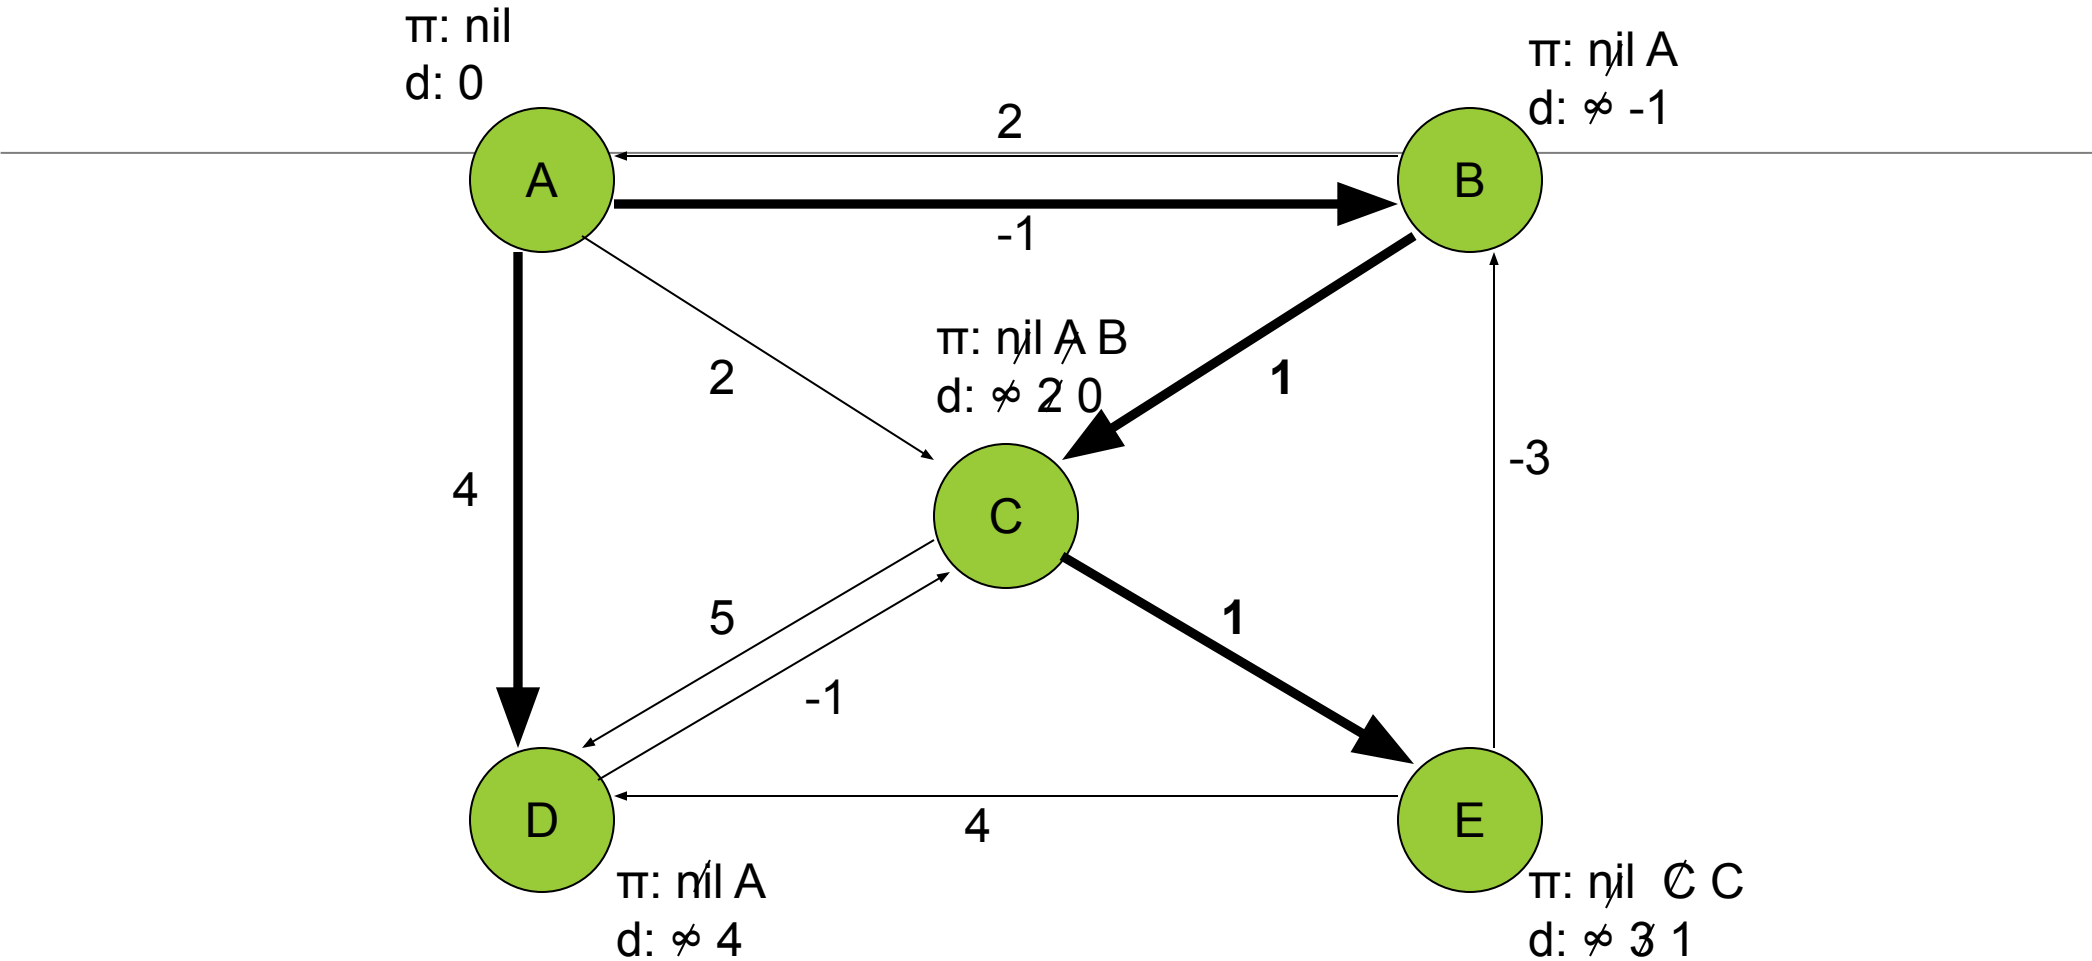 π: nil
d: 0
π: nil A
d: ∞ -1
2
A
B
-1
π: nil A B
d: ∞ 2 0
2
1
-3
4
C
5
1
-1
D
E
4
π: nil A
d: ∞ 4
π: nil C C
d: ∞ 3 1